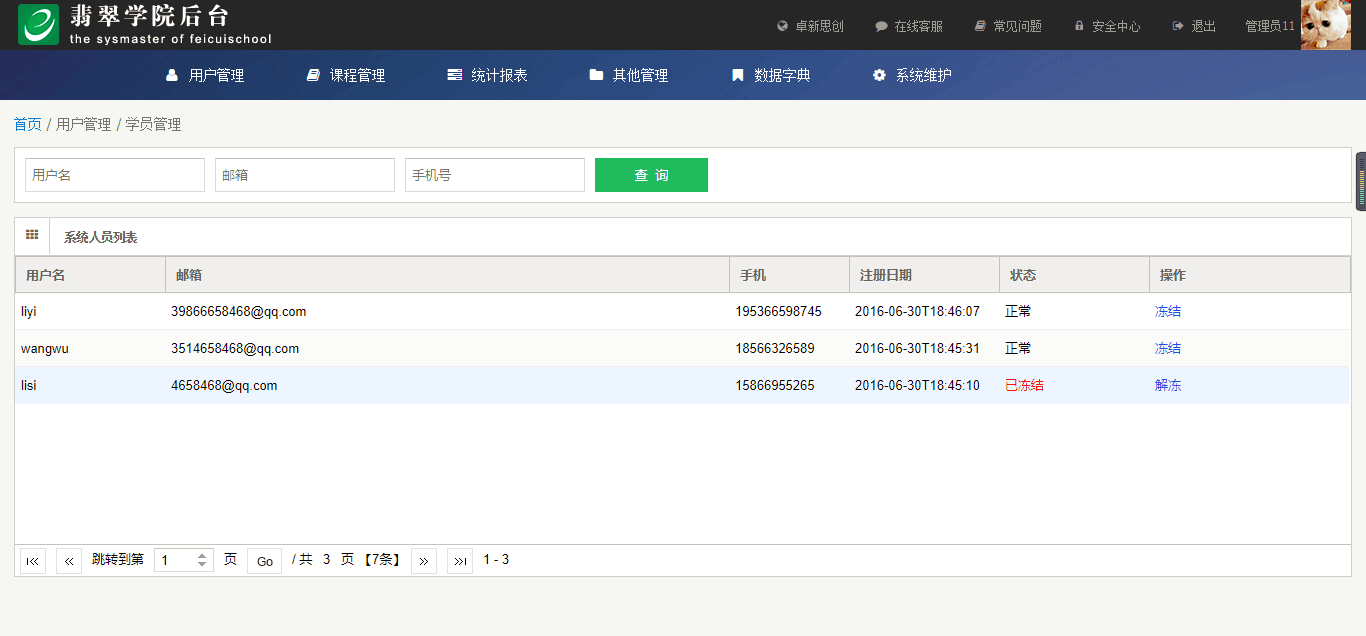 翡翠学院后台
the sysmaster of feicuischool
卓新思创 在线客服 常见问题 安全中心 退出 管理员11
用户管理 课程管理 统计报表 其他管理 数据字典 系统维护
首页 / 用户管理 / 学员管理
用户名 邮箱 手机号 查 询
系统人员列表
用户名 邮箱 手机 注册日期 状态 操作
liyi 39866658468@qq.com 195366598745 2016-06-30T18:46:07 正常 冻结
wangwu 3514658468@qq.com 18566326589 2016-06-30T18:45:31 正常 冻结
lisi 4658468@qq.com 15866955265 2016-06-30T18:45:10 已冻结 解冻
跳转到第 1 页 Go / 共 3 页 【7条】 1 - 3